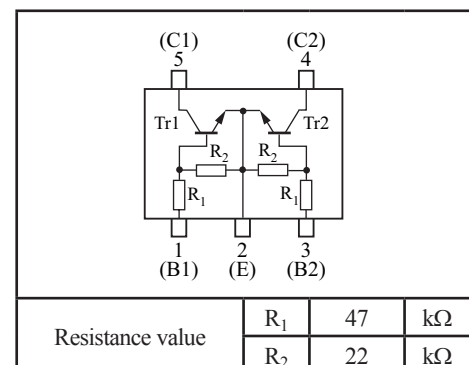 (C1) (C2)
5 4
Tr1 Tr2
R2 R2
R1 R1
1 2 3
(B1) (E) (B2)
Resistance value R1 47 kΩ
R2 22 kΩ